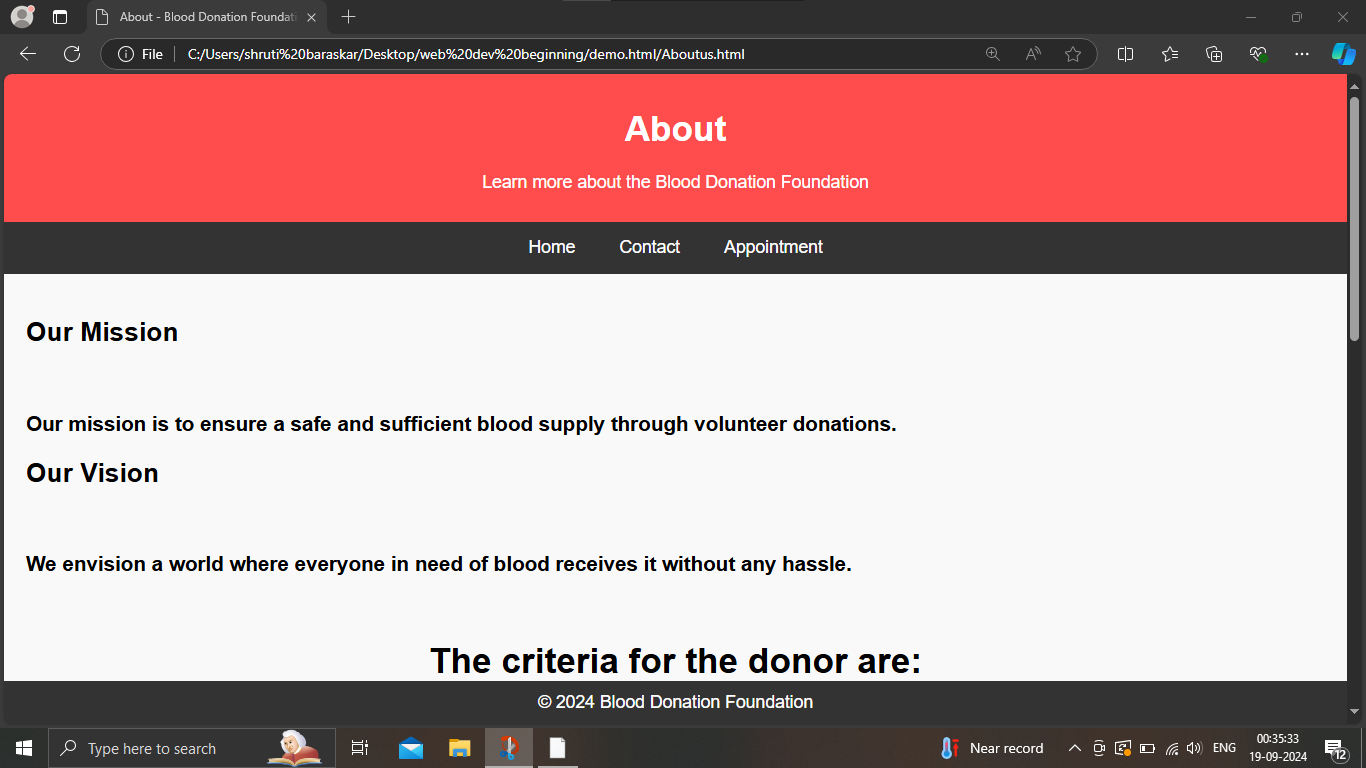 About - Blood Donation Foundati
File
C:/Users/shruti%20baraskar/Desktop/web%20dev%20beginning/demo.html/Aboutus.html
About
Learn more about the Blood Donation Foundation
Home Contact Appointment
Our Mission
Our mission is to ensure a safe and sufficient blood supply through volunteer donations.
Our Vision
We envision a world where everyone in need of blood receives it without any hassle.
The criteria for the donor are:
© 2024 Blood Donation Foundation
Type here to search
Near record
ENG
00:35:33
19-09-2024
12